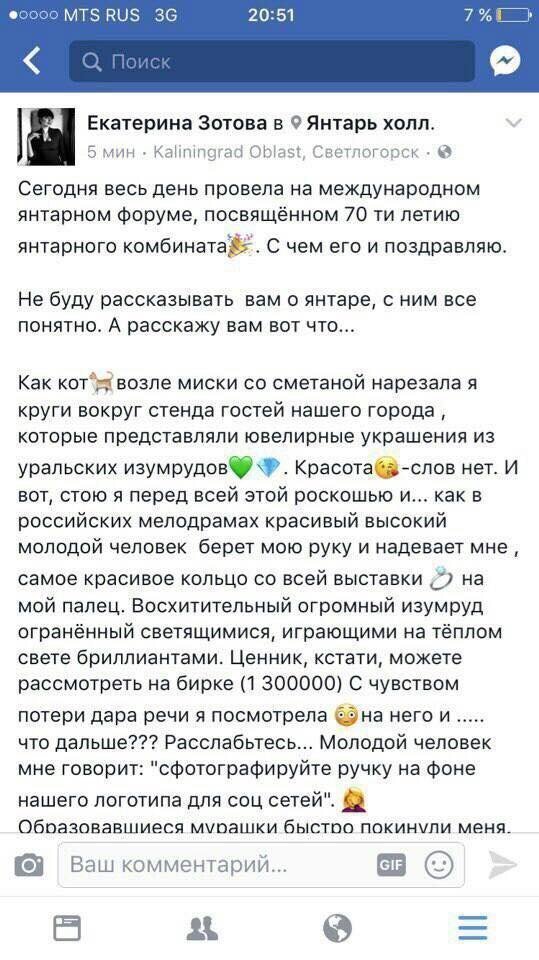 MTS RUS 3G 20:51 7 %
Поиск
Екатерина Зотова в Янтарь холл.
5 мин · Kaliningrad Oblast, Светлогорск ·
Сегодня весь день провела на международном
янтарном форуме, посвящённом 70 ти летию
янтарного комбината🎉. С чем его и поздравляю.
Не буду рассказывать вам о янтаре, с ним все
понятно. А расскажу вам вот что...
Как кот🐈возле миски со сметаной нарезала я
круги вокруг стенда гостей нашего города ,
которые представляли ювелирные украшения из
уральских изумрудов💚💎. Красота😘-слов нет. И
вот, стою я перед всей этой роскошью и... как в
российских мелодрамах красивый высокий
молодой человек берет мою руку и надевает мне ,
самое красивое кольцо со всей выставки 💍 на
мой палец. Восхитительный огромный изумруд
огранённый светящимися, играющими на тёплом
свете бриллиантами. Ценник, кстати, можете
рассмотреть на бирке (1 300000) С чувством
потери дара речи я посмотрела 😳на него и .....
что дальше??? Расслабьтесь... Молодой человек
мне говорит: "сфотографируйте ручку на фоне
нашего логотипа для соц сетей". 🤦‍♀️
Образовавшиеся мурашки быстро покинули меня.
Ваш комментарий... GIF